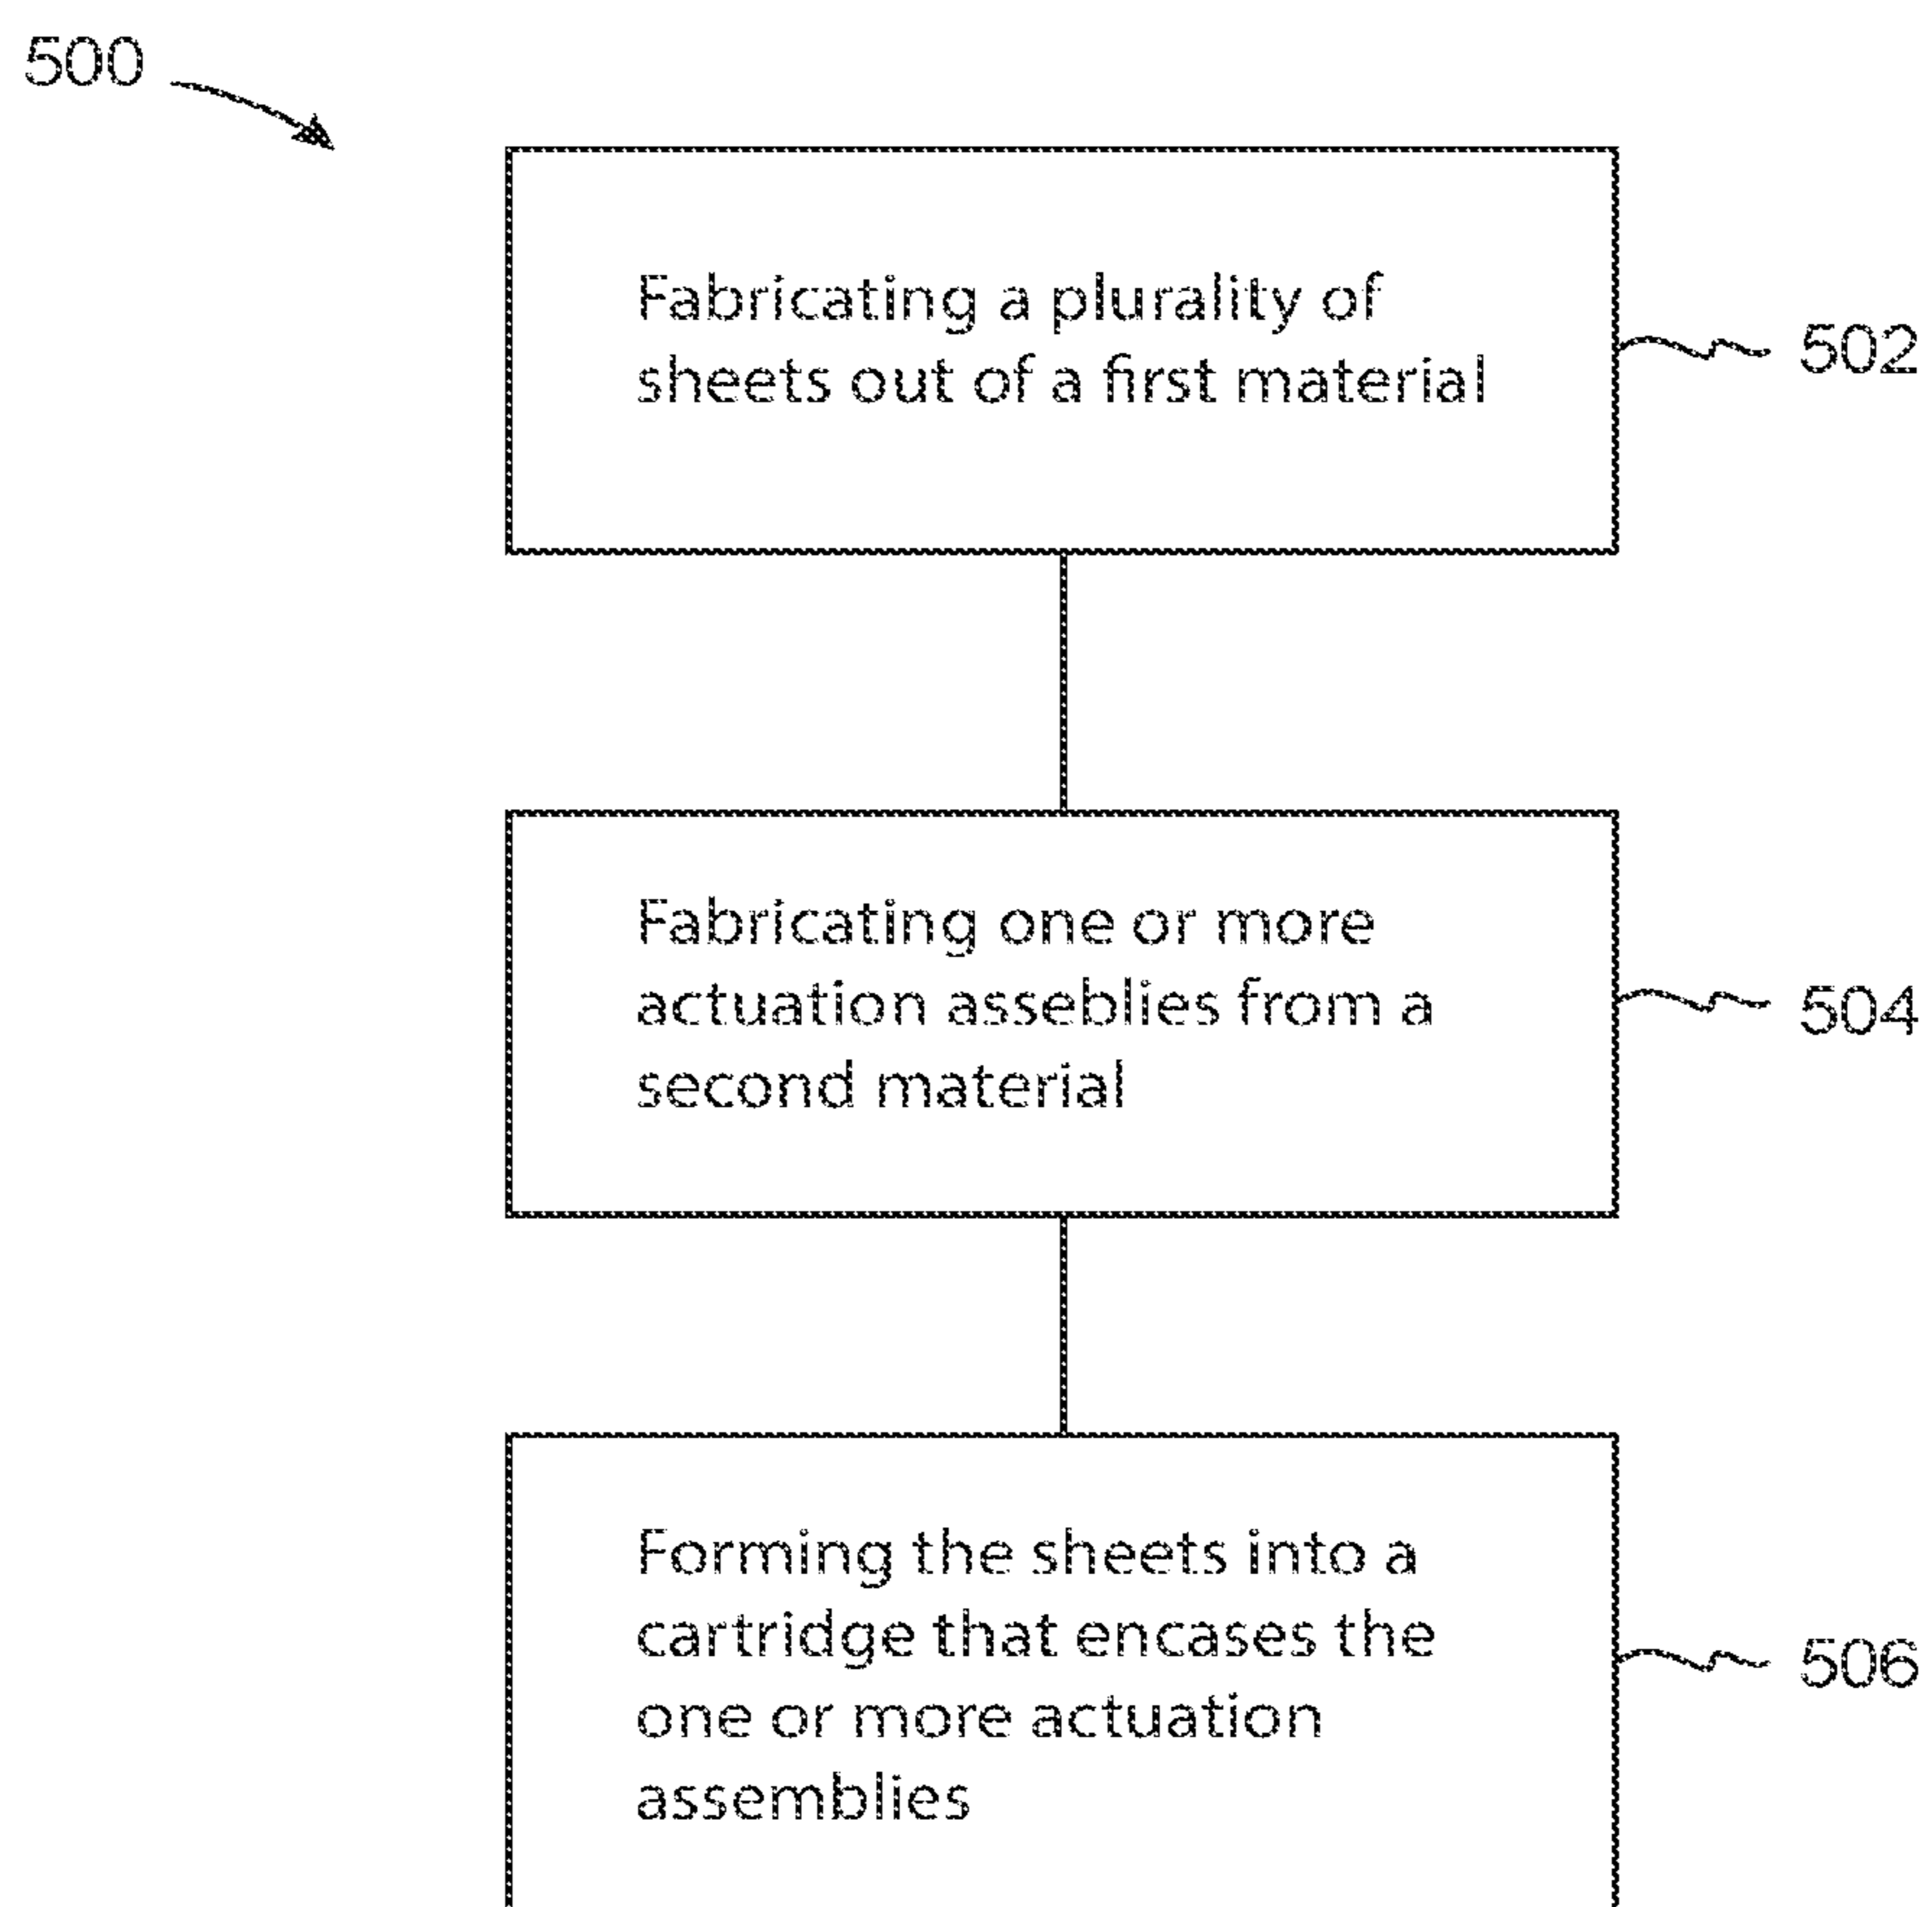 500
Fabricating a plurality of
sheets out of a first material
502
Fabricating one or more
actuation asseblies from a
second material
504
Forming the sheets into a
cartridge that encases the
one or more actuation
assemblies
506